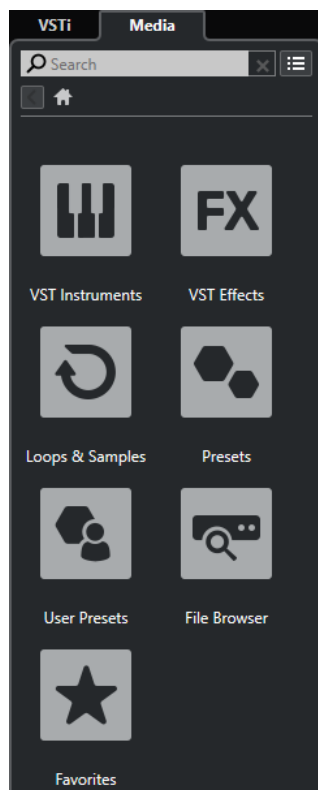 VSTi Media
Search
FX
VST Instruments VST Effects
Loops & Samples Presets
User Presets File Browser
Favorites